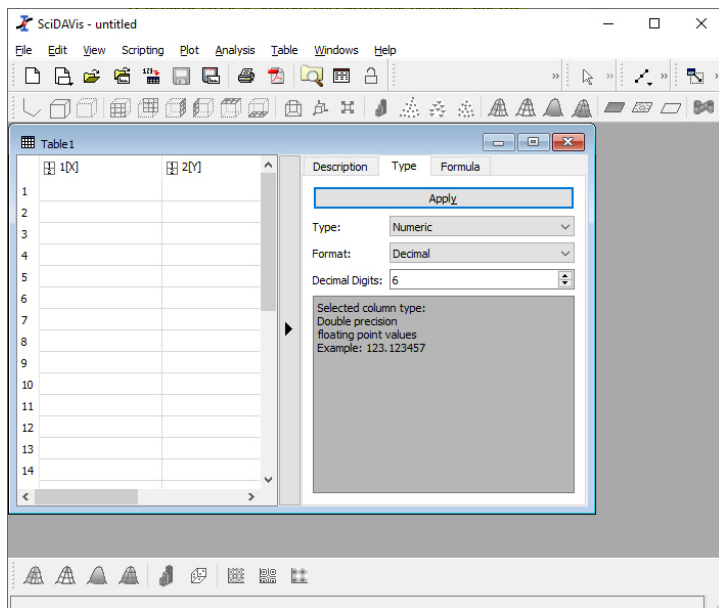 SciDAVis - untitled
File Edit View Scripting Plot Analysis Table Windows Help
Table1
1[X] 2[Y]
1
2
3
4
5
6
7
8
9
10
11
12
13
14
Description Type Formula
Apply
Type: Numeric
Format: Decimal
Decimal Digits: 6
Selected column type:
Double precision
floating point values
Example: 123.123457